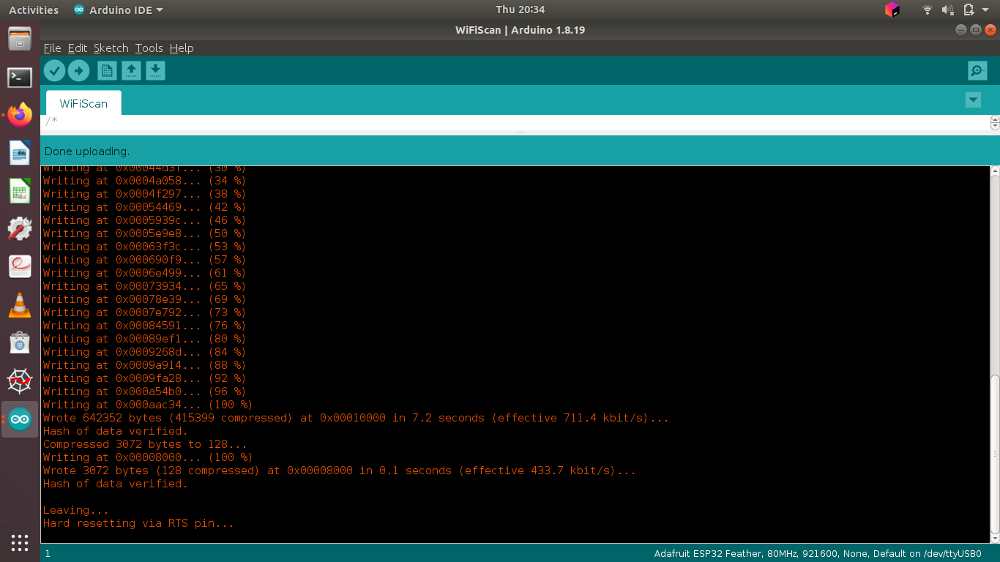 Activities Arduino IDE Thu 20:34
WiFiScan | Arduino 1.8.19
File Edit Sketch Tools Help
WiFiScan
/*
Done uploading.
Writing at 0x00044d3f... (30 %)
Writing at 0x0004a058... (34 %)
Writing at 0x0004f297... (38 %)
Writing at 0x00054469... (42 %)
Writing at 0x0005939c... (46 %)
Writing at 0x0005e9e8... (50 %)
Writing at 0x00063f3c... (53 %)
Writing at 0x000690f9... (57 %)
Writing at 0x0006e499... (61 %)
Writing at 0x00073934... (65 %)
Writing at 0x00078e39... (69 %)
Writing at 0x0007e792... (73 %)
Writing at 0x00084591... (76 %)
Writing at 0x00089ef1... (80 %)
Writing at 0x0009268d... (84 %)
Writing at 0x0009a914... (88 %)
Writing at 0x0009fa28... (92 %)
Writing at 0x000a54b0... (96 %)
Writing at 0x000aac34... (100 %)
Wrote 642352 bytes (415399 compressed) at 0x00010000 in 7.2 seconds (effective 711.4 kbit/s)...
Hash of data verified.
Compressed 3072 bytes to 128...
Writing at 0x00008000... (100 %)
Wrote 3072 bytes (128 compressed) at 0x00008000 in 0.1 seconds (effective 433.7 kbit/s)...
Hash of data verified.
Leaving...
Hard resetting via RTS pin...
1 Adafruit ESP32 Feather, 80MHz, 921600, None, Default on /dev/ttyUSB0